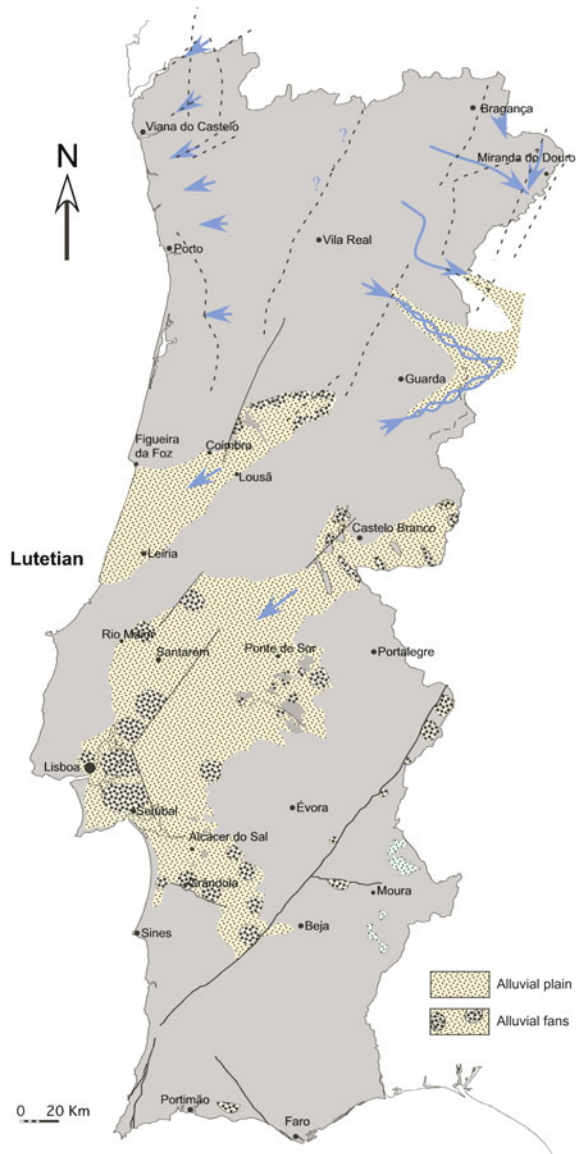 Bragança
Viana do Castelo
Miranda do Douro
N
?
?
Vila Real
Porto
Guarda
Coimbra
Figueira
da Foz
Lousã
Castelo Branco
Lutetian
Leiria
Rio Maior
Santarém
Ponte de Sor
Portalegre
Lisboa
Setúbal
Évora
Alcácer do Sal
Grândola
Moura
Beja
Sines
Alluvial plain
Alluvial fans
Portimão
0 20 Km
Faro